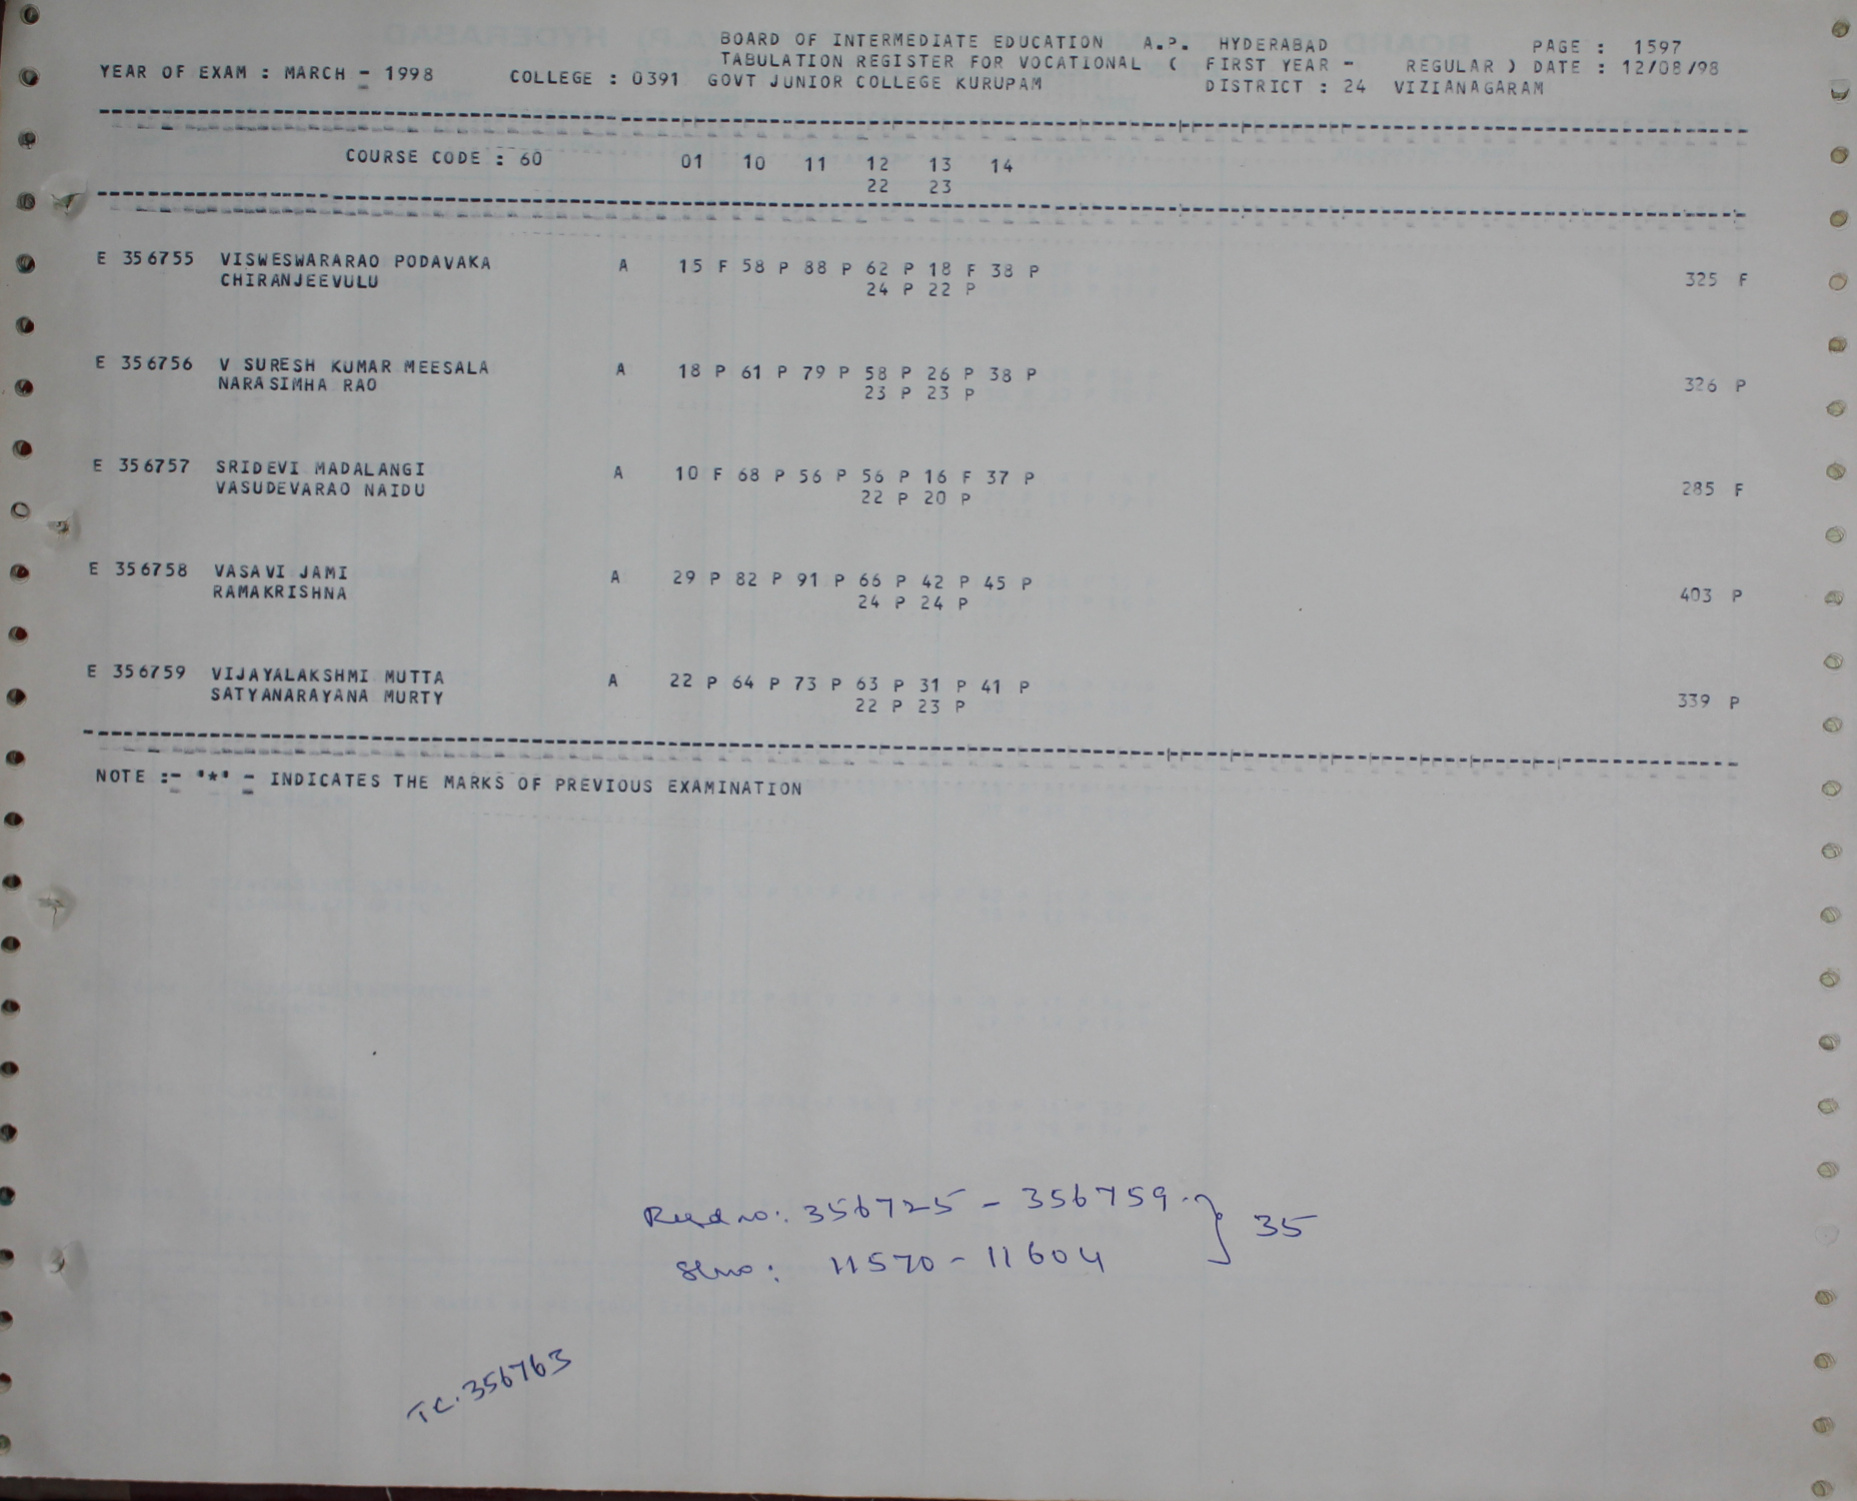 BOARD OF INTERMEDIATE EDUCATION A.P. HYDERABAD PAGE : 1597
TABULATION REGISTER FOR VOCATIONAL ( FIRST YEAR - REGULAR ) DATE : 12/08/98
YEAR OF EXAM : MARCH - 1998 COLLEGE : 0391 GOVT JUNIOR COLLEGE KURUPAM DISTRICT : 24 VIZIANAGARAM
COURSE CODE : 60 01 10 11 12 13 14
22 23
E 356755 VISWESWARARAO PODAVAKA A 15 F 58 P 88 P 62 P 18 F 38 P
CHIRANJEEVULU 24 P 22 P 325 F
E 356756 V SURESH KUMAR MEESALA A 18 P 61 P 79 P 58 P 26 P 38 P
NARASIMHA RAO 23 P 23 P 326 P
E 356757 SRIDEVI MADALANGI A 10 F 68 P 56 P 56 P 16 F 37 P
VASUDEVARAO NAIDU 22 P 20 P 285 F
E 356758 VASAVI JAMI A 29 P 82 P 91 P 66 P 42 P 45 P
RAMAKRISHNA 24 P 24 P 403 P
E 356759 VIJAYALAKSHMI MUTTA A 22 P 64 P 73 P 63 P 31 P 41 P
SATYANARAYANA MURTY 22 P 23 P 339 P
NOTE :- '*' - INDICATES THE MARKS OF PREVIOUS EXAMINATION
Regd no: 356725 - 356759 } 35
Slno: 11570 - 11604
TC. 356763